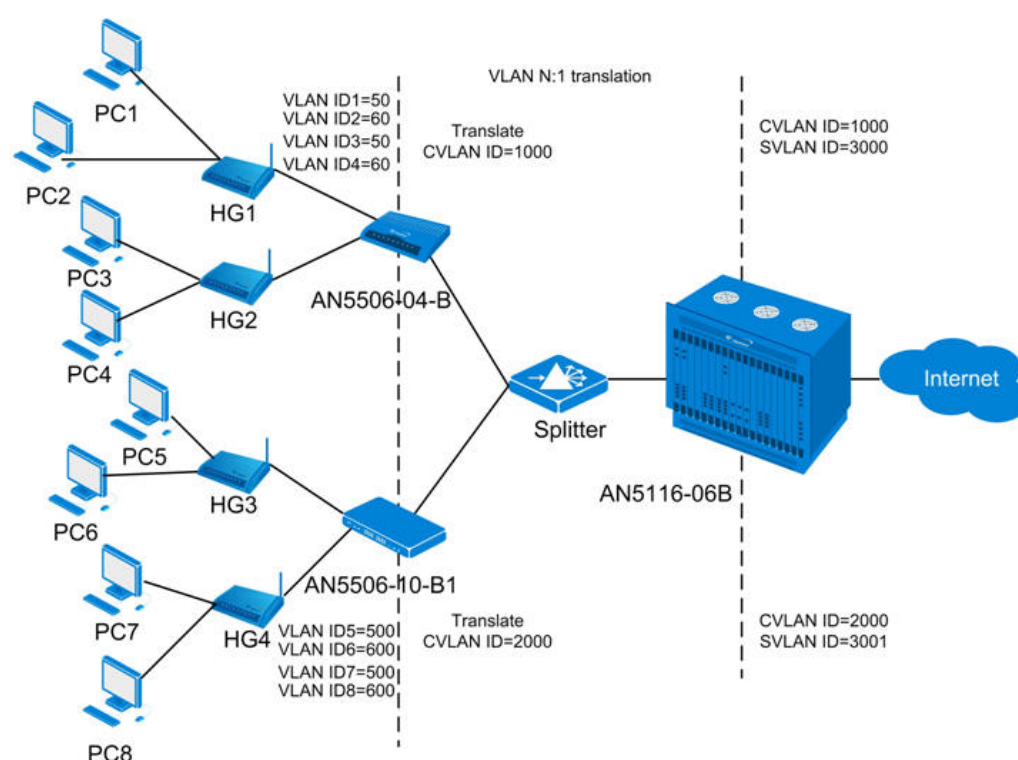 VLAN N:1 translation
PC1
VLAN ID1=50
VLAN ID2=60
VLAN ID3=50
VLAN ID4=60
Translate
CVLAN ID=1000
CVLAN ID=1000
SVLAN ID=3000
PC2
HG1
PC3
HG2
AN5506-04-B
PC4
Internet
Splitter
PC5
HG3
AN5116-06B
PC6
AN5506-10-B1
PC7
HG4
VLAN ID5=500
VLAN ID6=600
VLAN ID7=500
VLAN ID8=600
Translate
CVLAN ID=2000
CVLAN ID=2000
SVLAN ID=3001
PC8